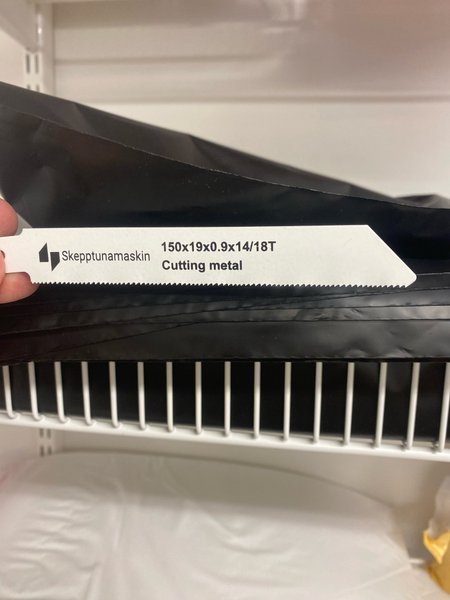 Skepptunamaskin
150x19x0.9x14/18T
Cutting metal